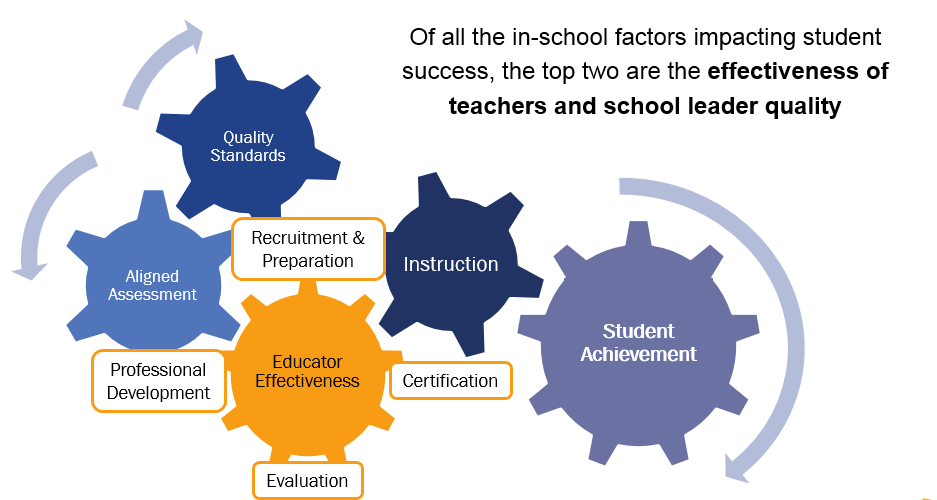 Of all the in-school factors impacting student
success, the top two are the effectiveness of
teachers and school leader quality
Quality
Standards
Recruitment &
Preparation
Instruction
Aligned
Assessment
Student
Achievement
Educator
Effectiveness
Professional
Development
Certification
Evaluation